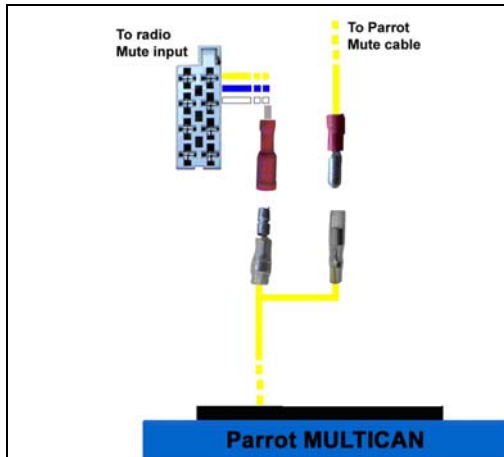 To radio
Mute input
To Parrot
Mute cable
Parrot MULTICAN